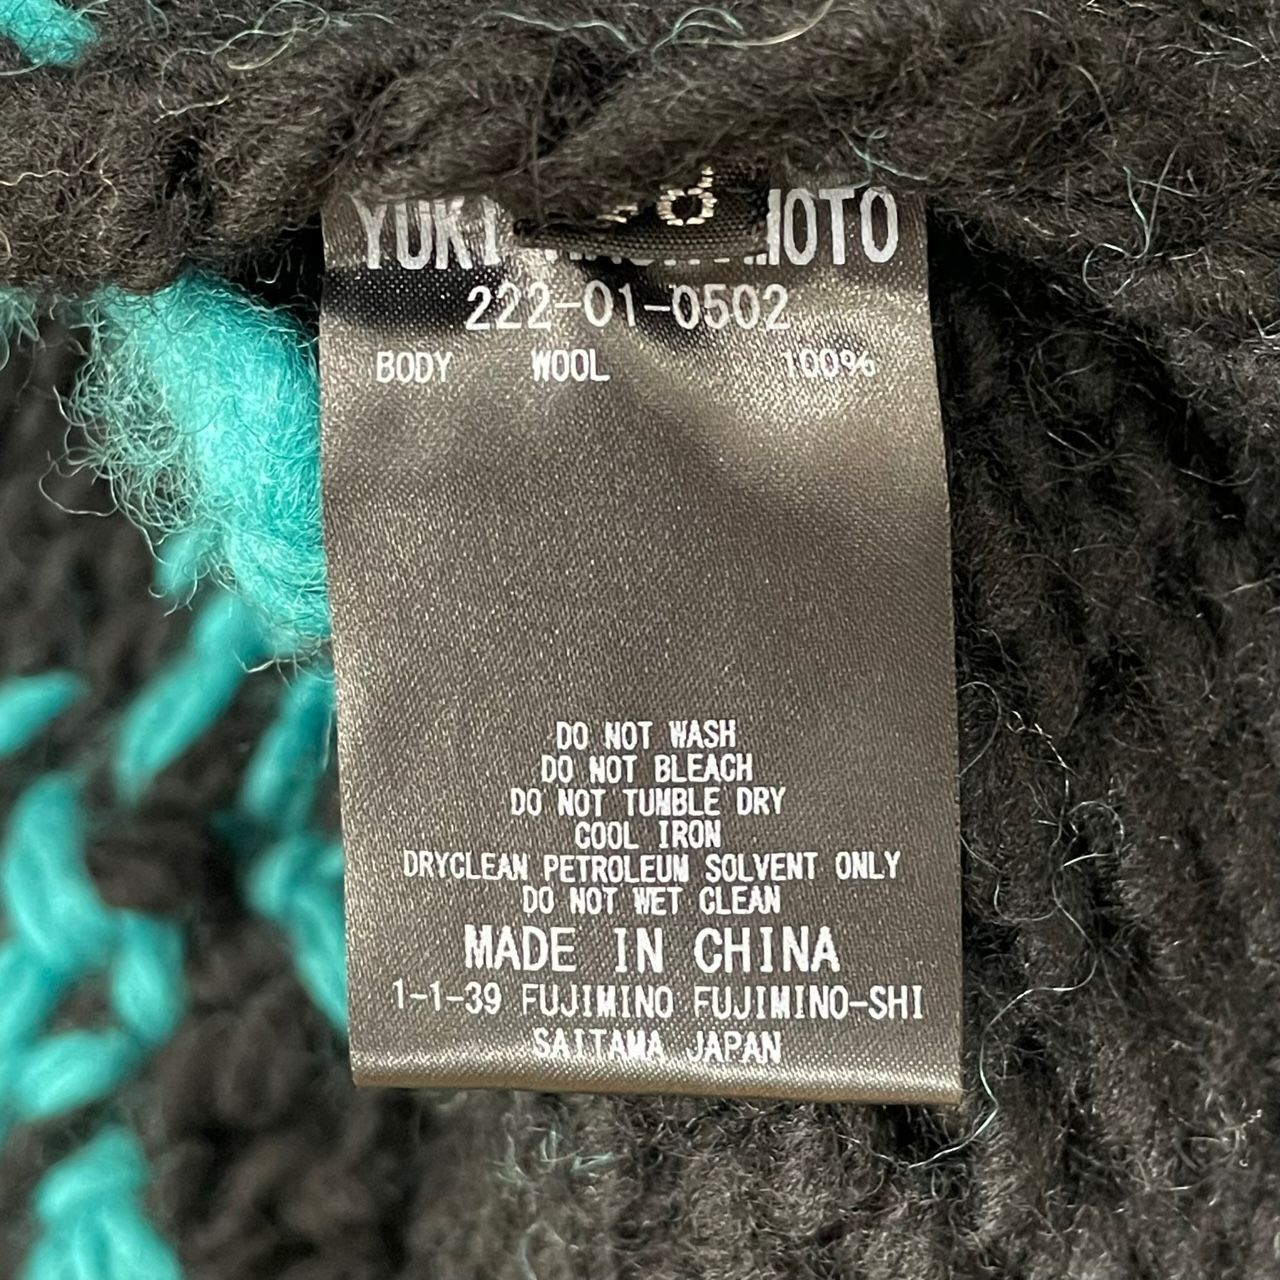 YUKI
222-01-0502
BODY WOOL 100%
DO NOT WASH
DO NOT BLEACH
DO NOT TUMBLE DRY
COOL IRON
DRYCLEAN PETROLEUM SOLVENT ONLY
DO NOT WET CLEAN
MADE IN CHINA
1-1-39 FUJIMINO FUJIMINO-SHI
SAITAMA JAPAN